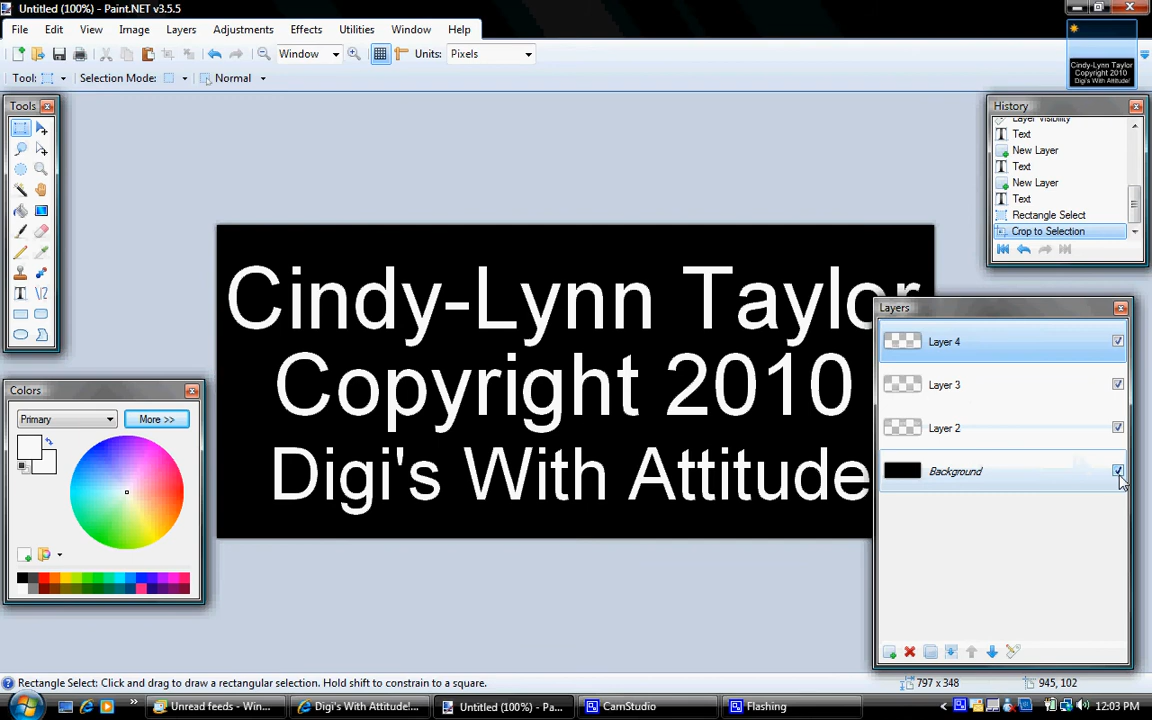 Untitled (100%) - Paint.NET v3.5.5
File Edit View Image Layers Adjustments Effects Utilities Window Help
Window Units: Pixels
Tool: Selection Mode: Normal
Cindy-Lynn Taylor
Copyright 2010
Digi's With Attitude!
Tools
History
Layer Visibility
Text
New Layer
Text
New Layer
Text
Rectangle Select
Crop to Selection
Cindy-Lynn Taylor
Copyright 2010
Digi's With Attitude
Layers
Layer 4
Layer 3
Layer 2
Background
Colors
Primary More >>
Rectangle Select: Click and drag to draw a rectangular selection. Hold shift to constrain to a square.
797 x 348 945, 102
Unread feeds - Win... Digi's With Attitude!... Untitled (100%) - Pa... CamStudio Flashing 12:03 PM